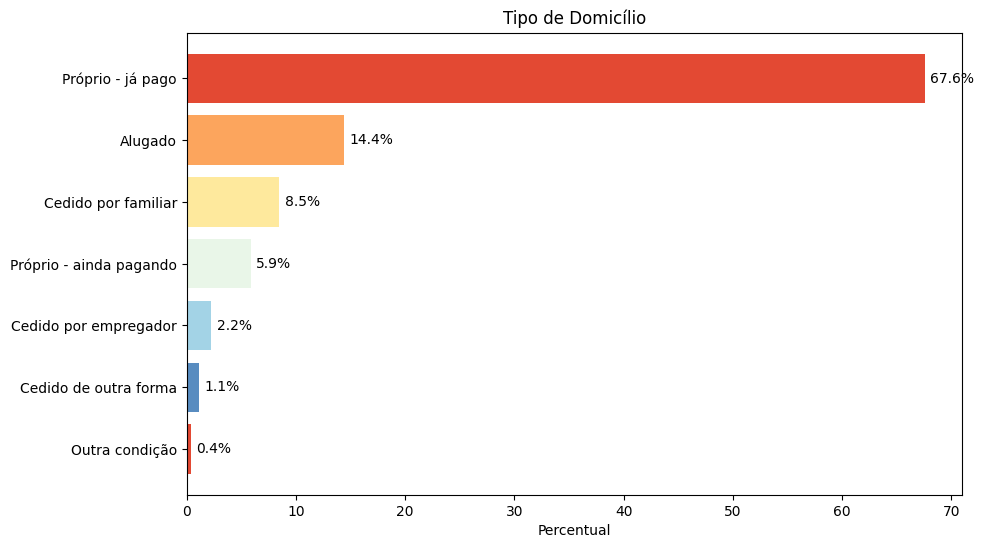 Tipo de Domicílio
Próprio - já pago
67.6%
Alugado
14.4%
Cedido por familiar
8.5%
Próprio - ainda pagando
5.9%
Cedido por empregador
2.2%
Cedido de outra forma
1.1%
Outra condição
0.4%
0 10 20 30 40 50 60 70
Percentual